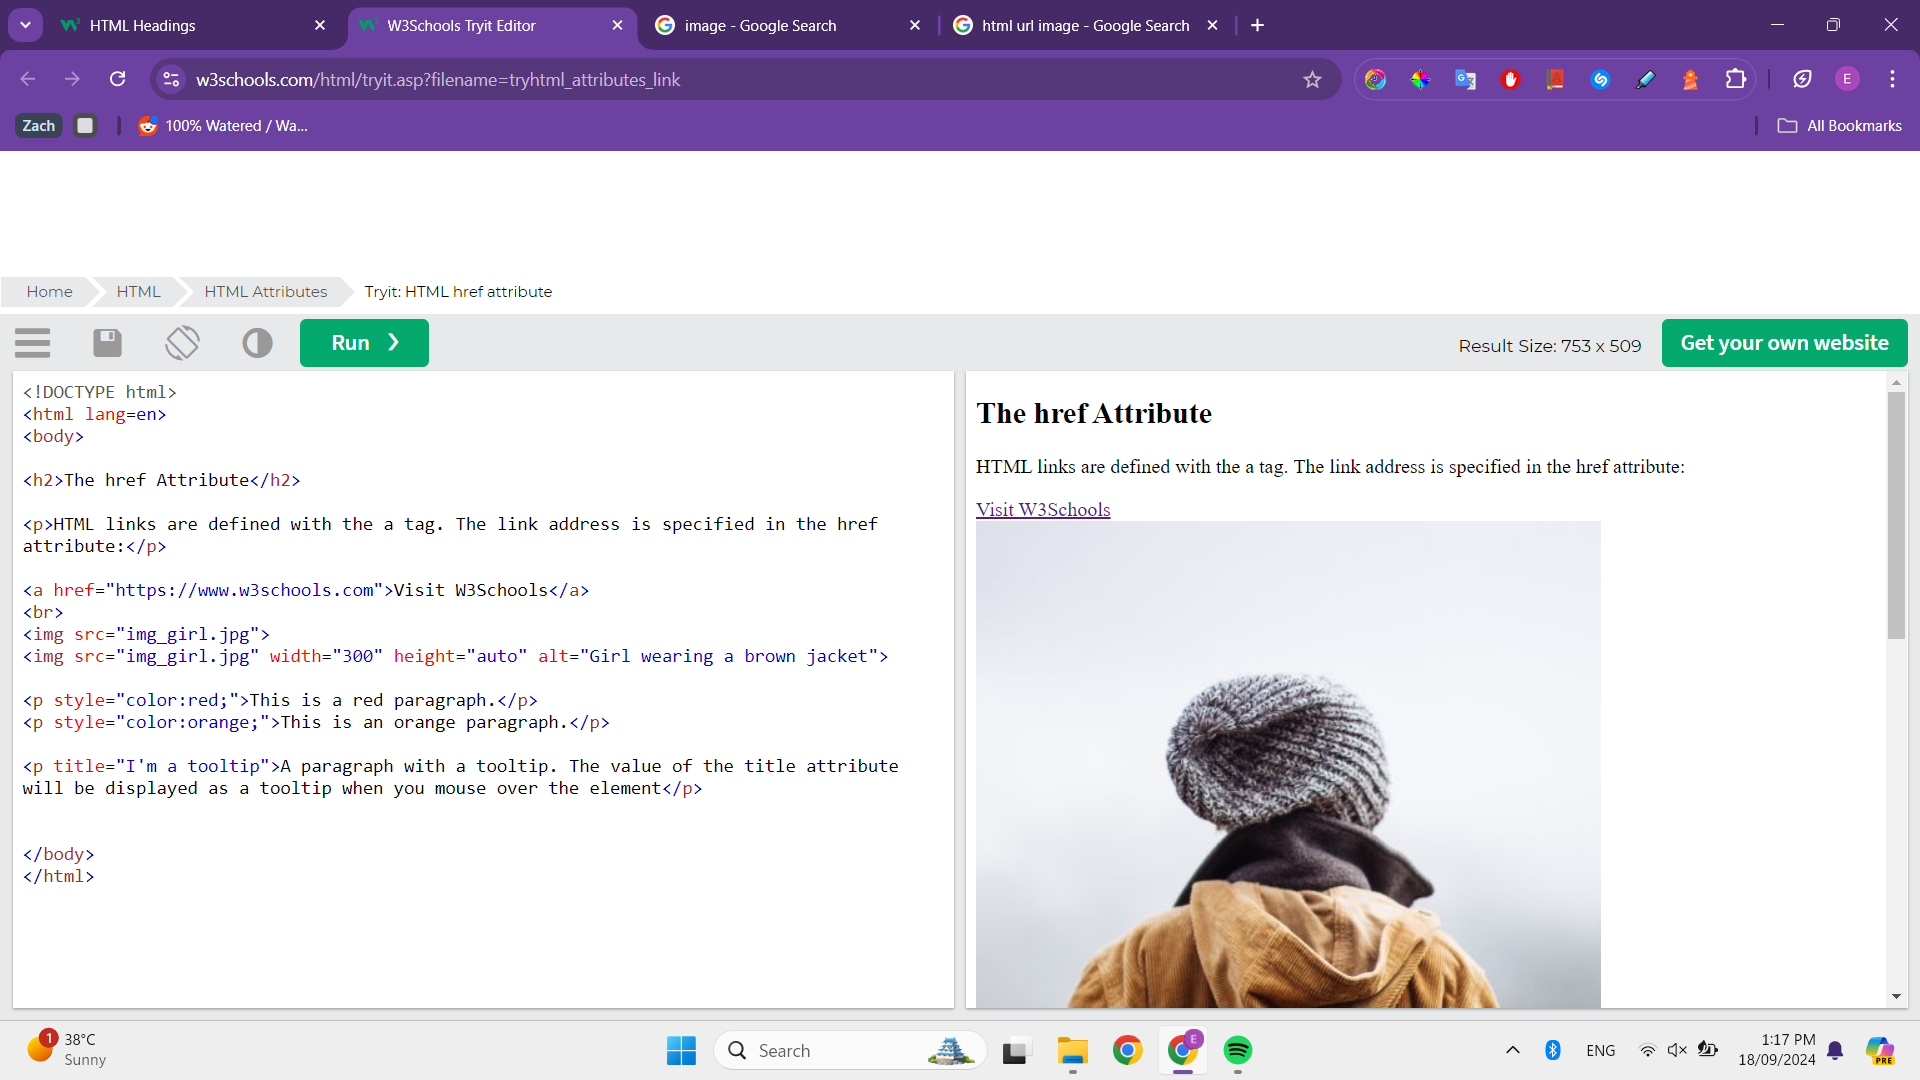 HTML Headings
W3Schools Tryit Editor
image - Google Search
html url image - Google Search
w3schools.com/html/tryit.asp?filename=tryhtml_attributes_link
E
Zach
100% Watered / Wa...
All Bookmarks
Home
HTML
HTML Attributes
Tryit: HTML href attribute
Run ❯
Result Size: 753 x 509
Get your own website
<!DOCTYPE html>
<html lang=en>
<body>
<h2>The href Attribute</h2>
<p>HTML links are defined with the a tag. The link address is specified in the href
attribute:</p>
<a href="https://www.w3schools.com">Visit W3Schools</a>
<br>
<img src="img_girl.jpg">
<img src="img_girl.jpg" width="300" height="auto" alt="Girl wearing a brown jacket">
<p style="color:red;">This is a red paragraph.</p>
<p style="color:orange;">This is an orange paragraph.</p>
<p title="I'm a tooltip">A paragraph with a tooltip. The value of the title attribute
will be displayed as a tooltip when you mouse over the element</p>
</body>
</html>
The href Attribute
HTML links are defined with the a tag. The link address is specified in the href attribute:
Visit W3Schools
1
38°C
Sunny
Search
E
ENG
1:17 PM
18/09/2024
PRE